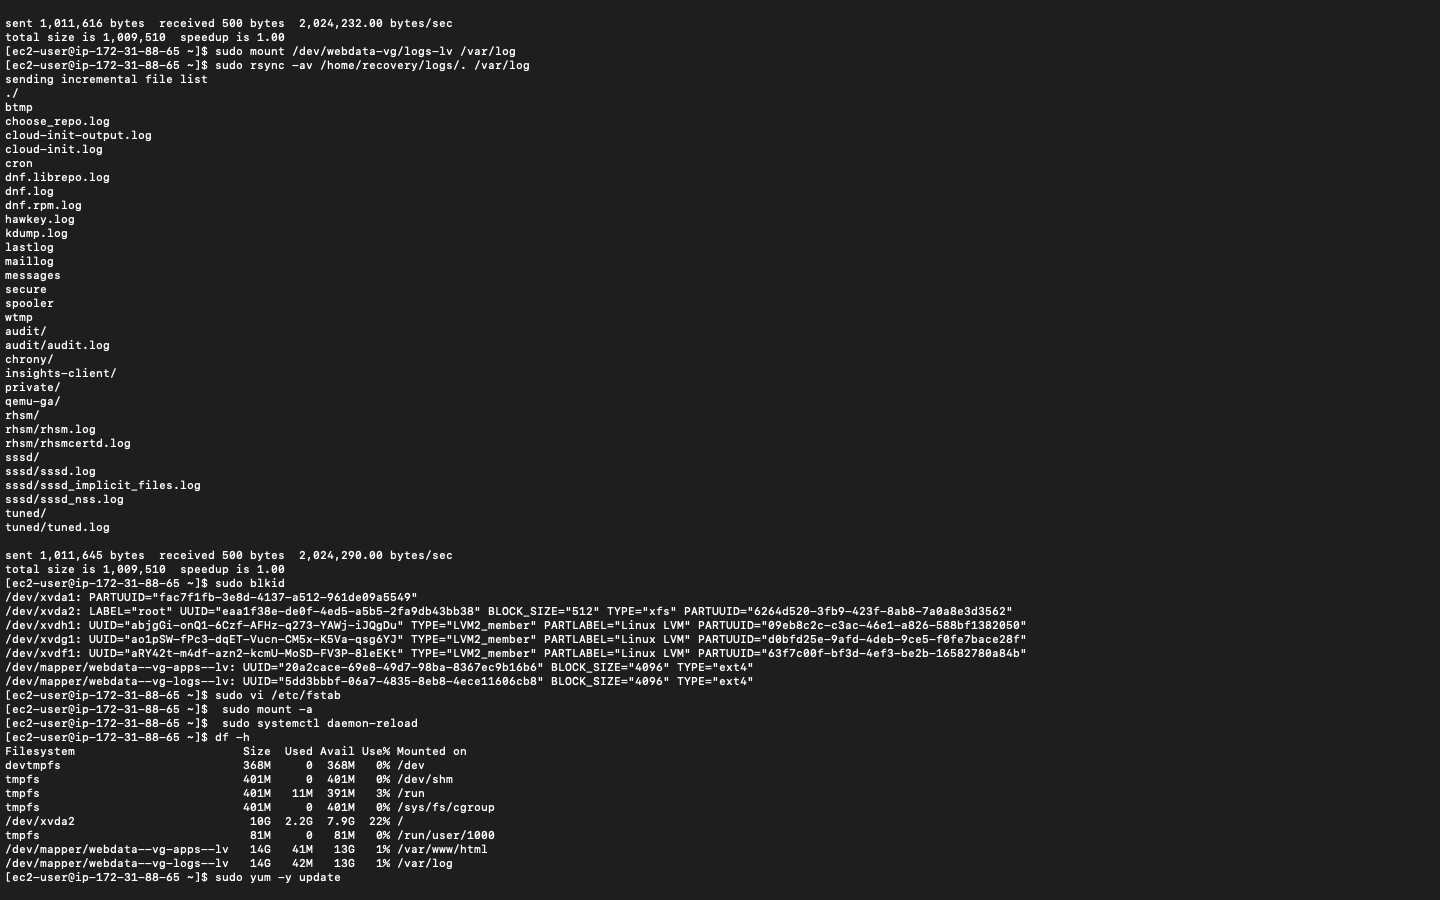 sent 1,011,616 bytes  received 500 bytes  2,024,232.00 bytes/sec
total size is 1,009,510  speedup is 1.00
[ec2-user@ip-172-31-88-65 ~]$ sudo mount /dev/webdata-vg/logs-lv /var/log
[ec2-user@ip-172-31-88-65 ~]$ sudo rsync -av /home/recovery/logs/. /var/log
sending incremental file list
./
btmp
choose_repo.log
cloud-init-output.log
cloud-init.log
cron
dnf.librepo.log
dnf.log
dnf.rpm.log
hawkey.log
kdump.log
lastlog
maillog
messages
secure
spooler
wtmp
audit/
audit/audit.log
chrony/
insights-client/
private/
qemu-ga/
rhsm/
rhsm/rhsm.log
rhsm/rhsmcertd.log
sssd/
sssd/sssd.log
sssd/sssd_implicit_files.log
sssd/sssd_nss.log
tuned/
tuned/tuned.log

sent 1,011,645 bytes  received 500 bytes  2,024,290.00 bytes/sec
total size is 1,009,510  speedup is 1.00
[ec2-user@ip-172-31-88-65 ~]$ sudo blkid
/dev/xvda1: PARTUUID="fac7f1fb-3e8d-4137-a512-961de09a5549"
/dev/xvda2: LABEL="root" UUID="eaa1f38e-de0f-4ed5-a5b5-2fa9db43bb38" BLOCK_SIZE="512" TYPE="xfs" PARTUUID="6264d520-3fb9-423f-8ab8-7a0a8e3d3562"
/dev/xvdh1: UUID="abjgGi-onQ1-6Czf-AFHz-q273-YAWj-iJQgDu" TYPE="LVM2_member" PARTLABEL="Linux LVM" PARTUUID="09eb8c2c-c3ac-46e1-a826-588bf1382050"
/dev/xvdg1: UUID="ao1pSW-fPc3-dqET-Vucn-CM5x-K5Va-qsg6YJ" TYPE="LVM2_member" PARTLABEL="Linux LVM" PARTUUID="d0bfd25e-9afd-4deb-9ce5-f0fe7bace28f"
/dev/xvdf1: UUID="aRY42t-m4df-azn2-kcmU-MoSD-FV3P-8leEKt" TYPE="LVM2_member" PARTLABEL="Linux LVM" PARTUUID="63f7c00f-bf3d-4ef3-be2b-16582780a84b"
/dev/mapper/webdata--vg-apps--lv: UUID="20a2cace-69e8-49d7-98ba-8367ec9b16b6" BLOCK_SIZE="4096" TYPE="ext4"
/dev/mapper/webdata--vg-logs--lv: UUID="5dd3bbbf-06a7-4835-8eb8-4ece11606cb8" BLOCK_SIZE="4096" TYPE="ext4"
[ec2-user@ip-172-31-88-65 ~]$ sudo vi /etc/fstab
[ec2-user@ip-172-31-88-65 ~]$  sudo mount -a
[ec2-user@ip-172-31-88-65 ~]$  sudo systemctl daemon-reload
[ec2-user@ip-172-31-88-65 ~]$ df -h
Filesystem                        Size  Used Avail Use% Mounted on
devtmpfs                          368M     0  368M   0% /dev
tmpfs                             401M     0  401M   0% /dev/shm
tmpfs                             401M   11M  391M   3% /run
tmpfs                             401M     0  401M   0% /sys/fs/cgroup
/dev/xvda2                         10G  2.2G  7.9G  22% /
tmpfs                              81M     0   81M   0% /run/user/1000
/dev/mapper/webdata--vg-apps--lv   14G   41M   13G   1% /var/www/html
/dev/mapper/webdata--vg-logs--lv   14G   42M   13G   1% /var/log
[ec2-user@ip-172-31-88-65 ~]$ sudo yum -y update